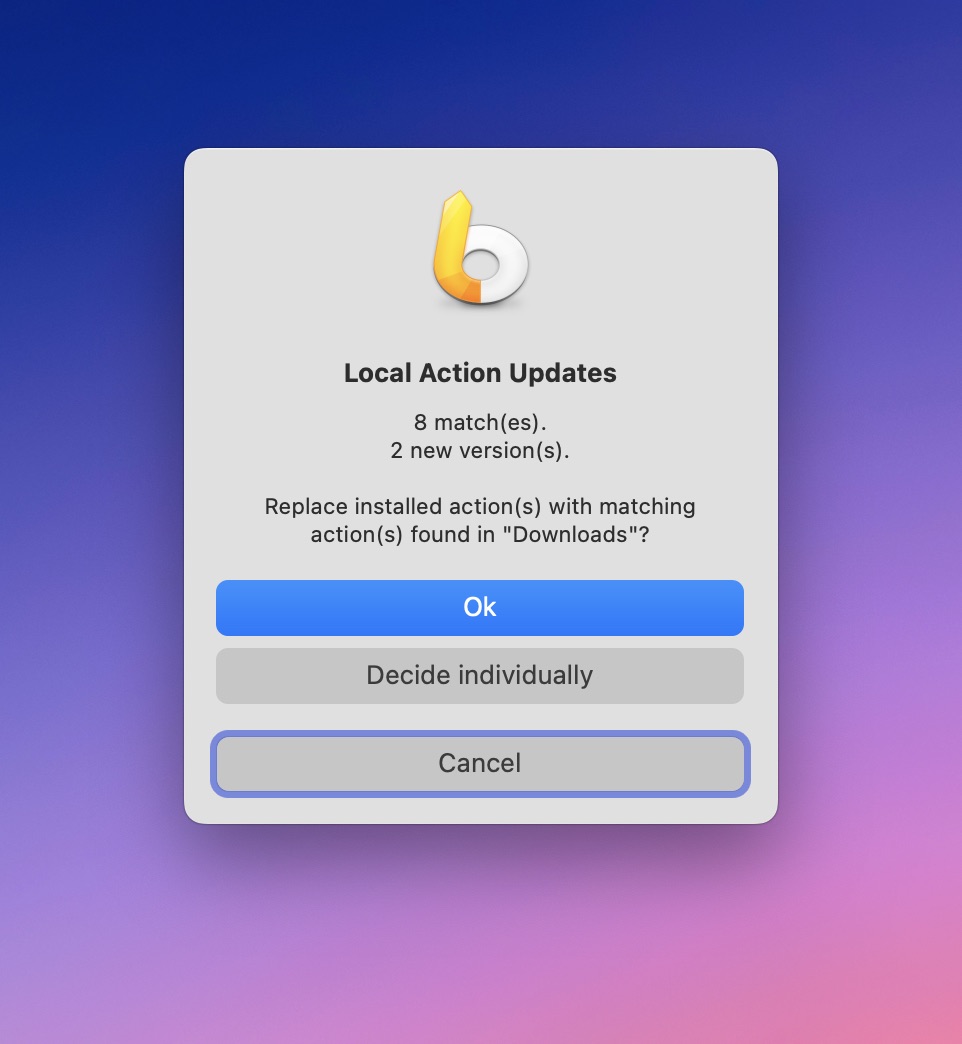 Local Action Updates
8 match(es).
2 new version(s).
Replace installed action(s) with matching
action(s) found in "Downloads"?
Ok
Decide individually
Cancel